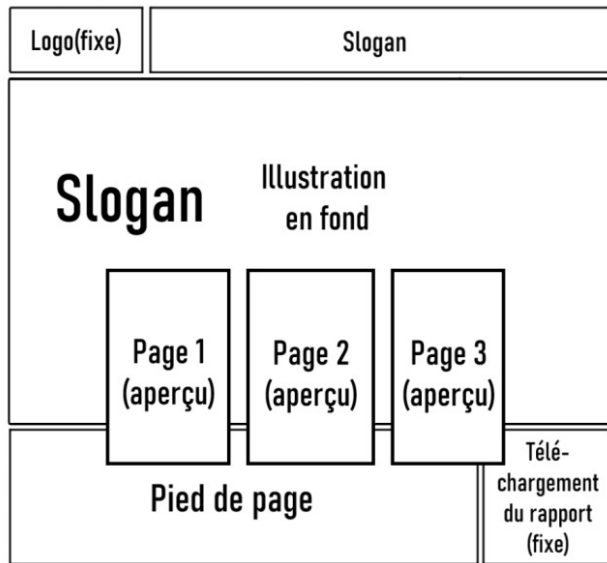 Logo(fixe)
Slogan
Slogan
Illustration
en fond
Page 1
(aperçu)
Page 2
(aperçu)
Page 3
(aperçu)
Pied de page
Télé-
chargement
du rapport
(fixe)